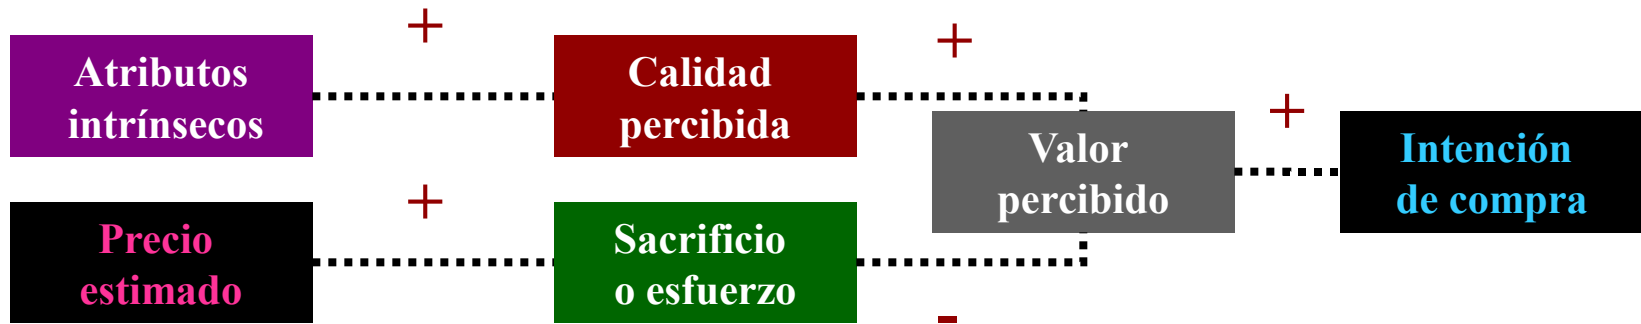 +
+
Atributos
intrínsecos
Calidad
percibida
+
Valor
percibido
Intención
de compra
+
Precio
estimado
Sacrificio
o esfuerzo
-